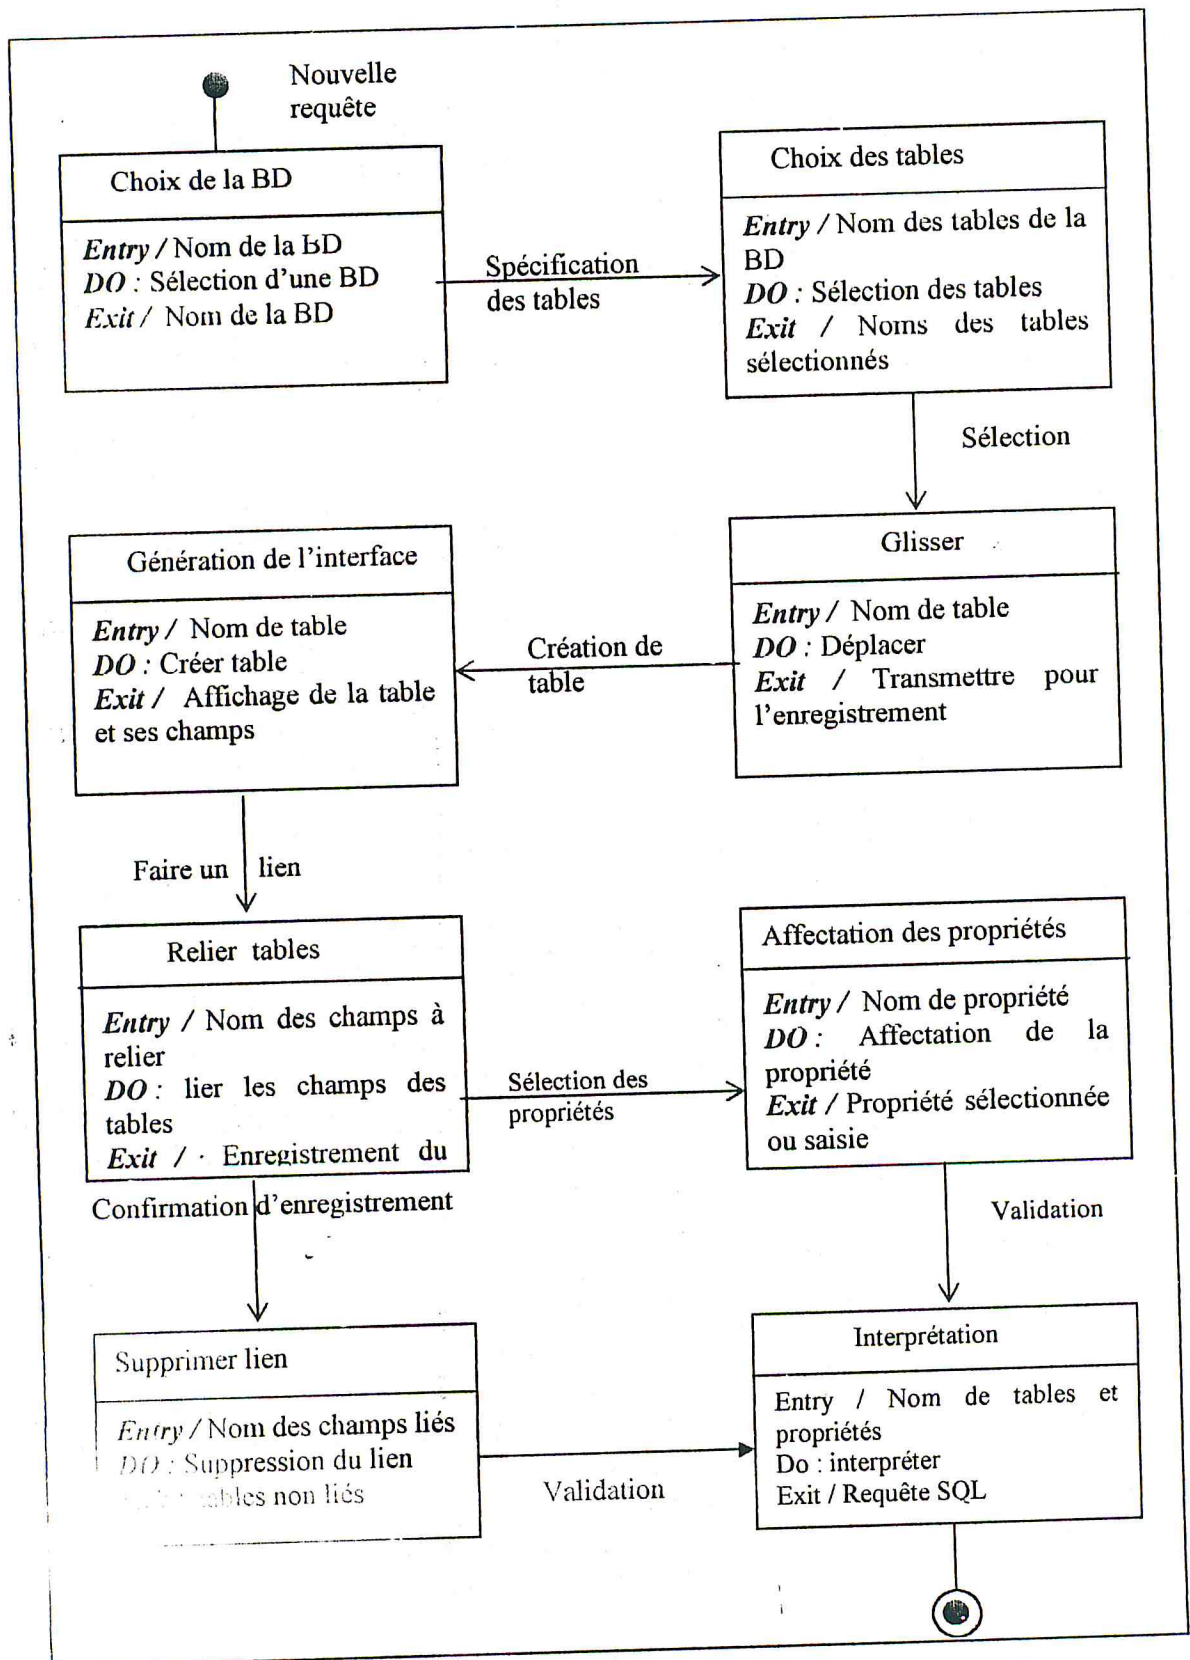 Nouvelle
requête
Choix de la BD
Entry / Nom de la BD
DO : Sélection d'une BD
Exit / Nom de la BD
Spécification
des tables
Choix des tables
Entry / Nom des tables de la
BD
DO : Sélection des tables
Exit / Noms des tables
sélectionnés
Sélection
Glisser
Entry / Nom de table
DO : Déplacer
Exit / Transmettre pour
l'enregistrement
Création de
table
Génération de l'interface
Entry / Nom de table
DO : Créer table
Exit / Affichage de la table
et ses champs
Faire un lien
Relier tables
Entry / Nom des champs à
relier
DO : lier les champs des
tables
Exit / Enregistrement du
Sélection des
propriétés
Affectation des propriétés
Entry / Nom de propriété
DO : Affectation de la
propriété
Exit / Propriété sélectionnée
ou saisie
Confirmation d'enregistrement
Validation
Supprimer lien
Entry / Nom des champs liés
DO : Suppression du lien
non liés
Validation
Interprétation
Entry / Nom de tables et
propriétés
Do : interpréter
Exit / Requête SQL